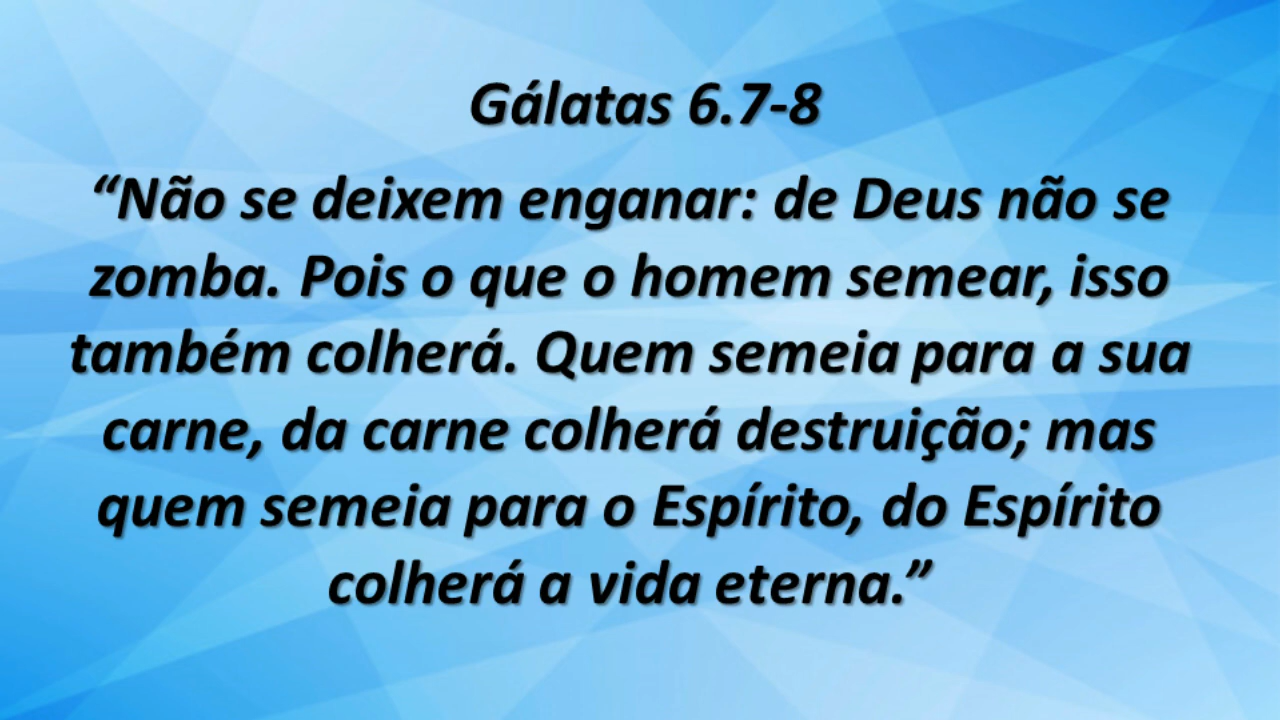 Gálatas 6.7-8
“Não se deixem enganar: de Deus não se
zomba. Pois o que o homem semear, isso
também colherá. Quem semeia para a sua
carne, da carne colherá destruição; mas
quem semeia para o Espírito, do Espírito
colherá a vida eterna.”